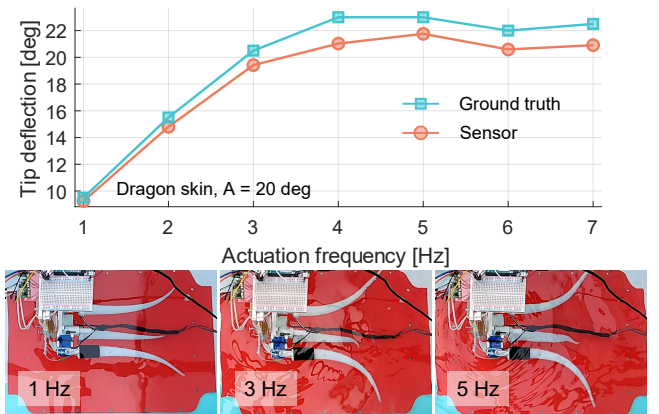 Tip deflection [deg]
22
20
18
16
14
12
10
Ground truth
Sensor
Dragon skin, A = 20 deg
1 2 3 4 5 6 7
Actuation frequency [Hz]
1 Hz 3 Hz 5 Hz